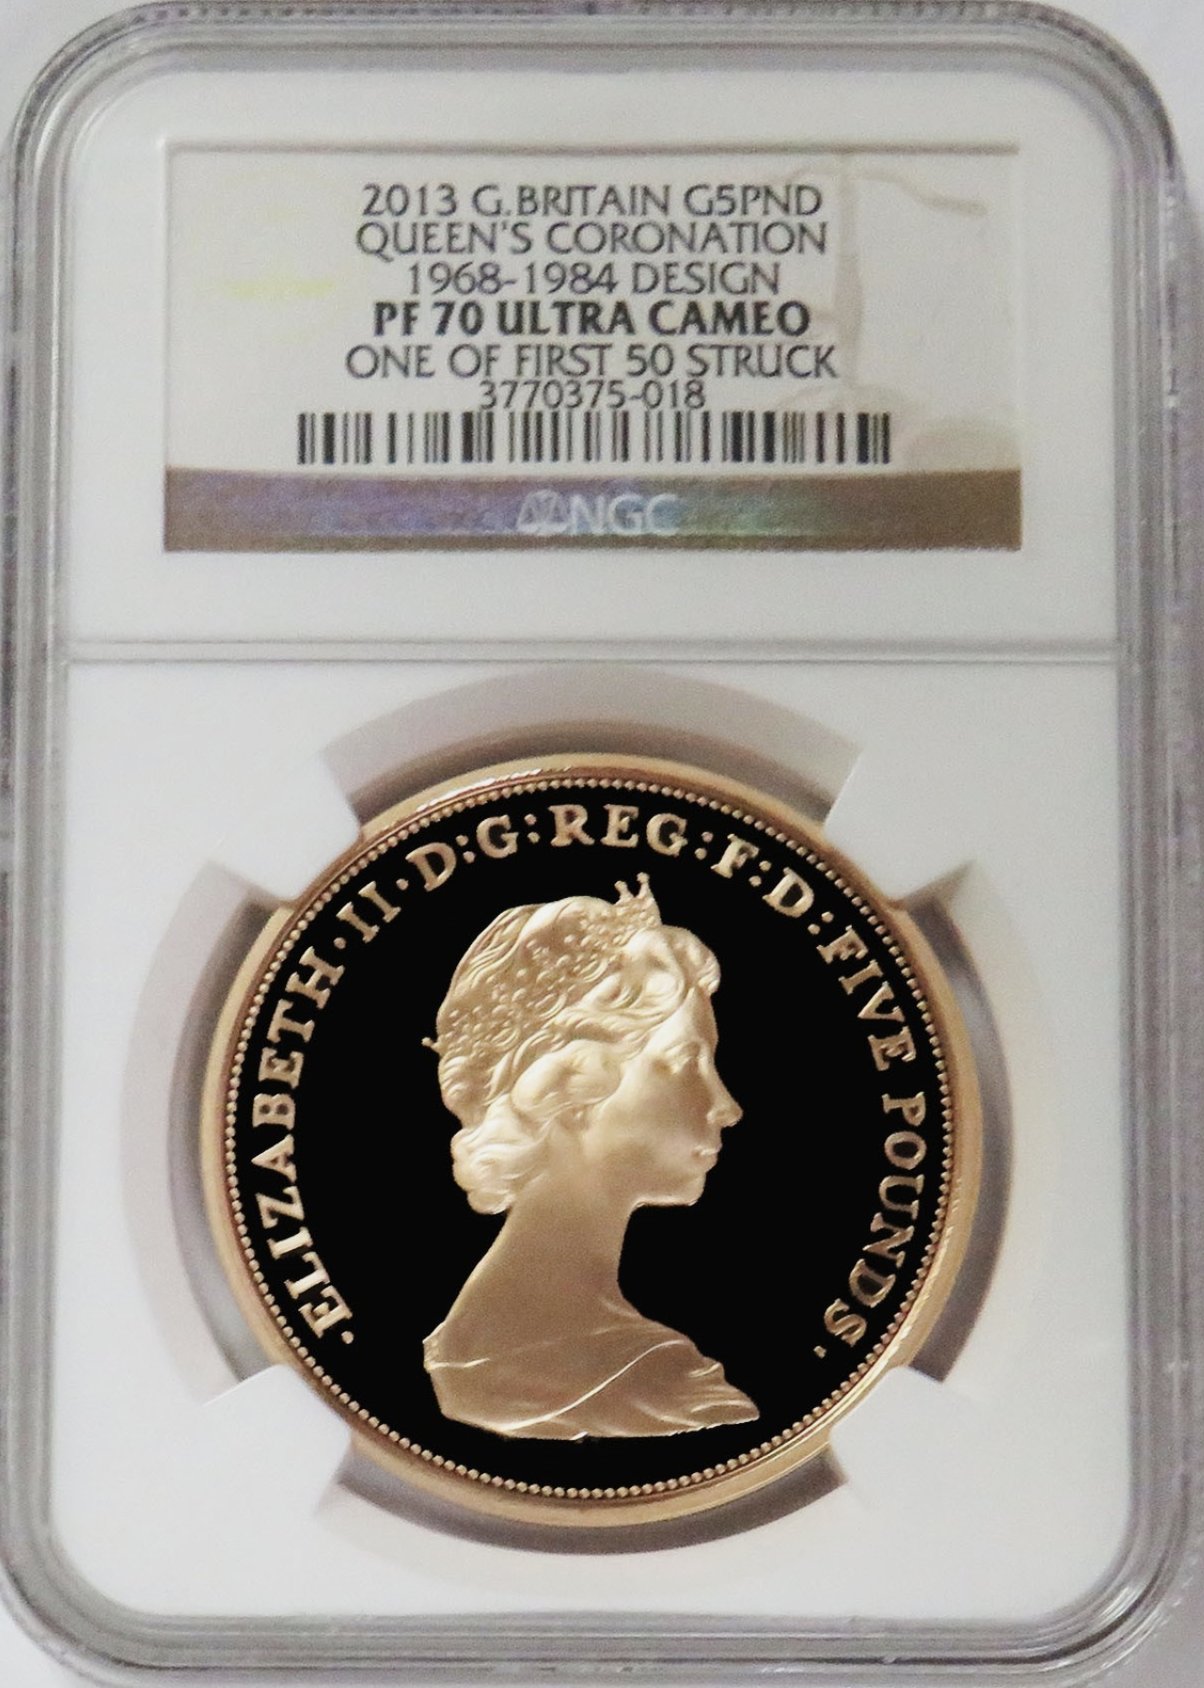 2013 G.BRITAIN G5PND
QUEEN'S CORONATION
1968-1984 DESIGN
PF 70 ULTRA CAMEO
ONE OF FIRST 50 STRUCK
3770375-018
NGC
·ELIZABETH·II·D:G:REG:F:D:FIVE POUNDS.